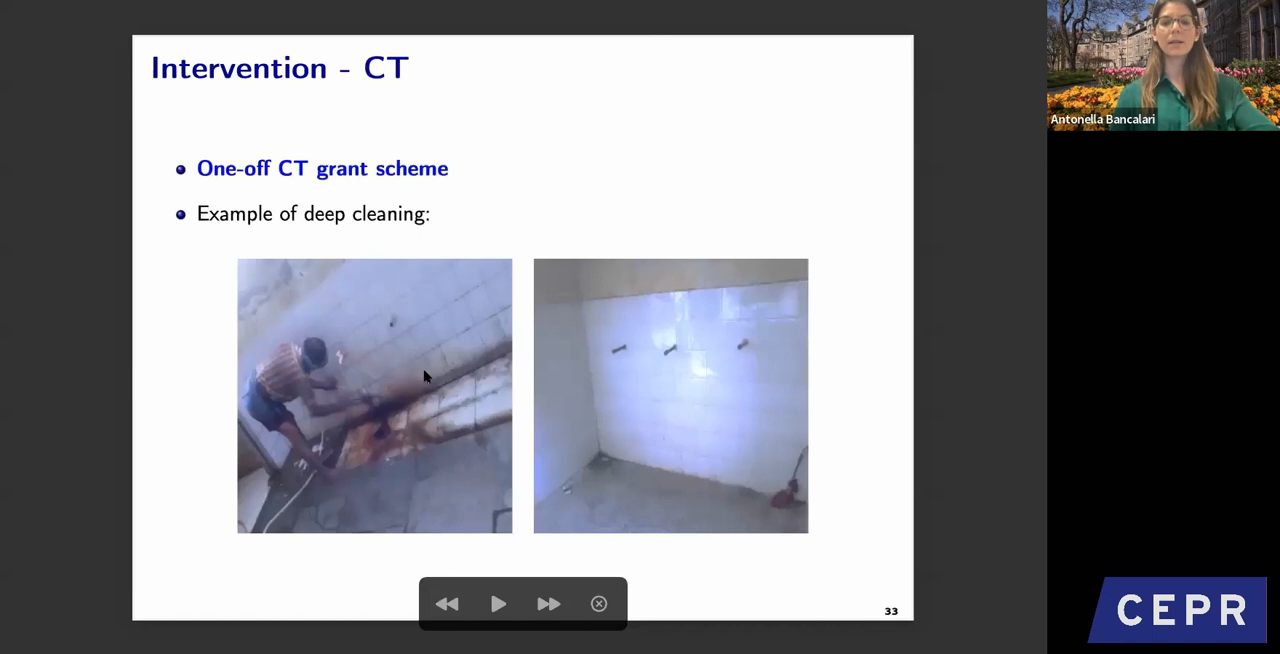 Intervention - CT
One-off CT grant scheme
Example of deep cleaning:
33
Antonella Bancalari
CEPR